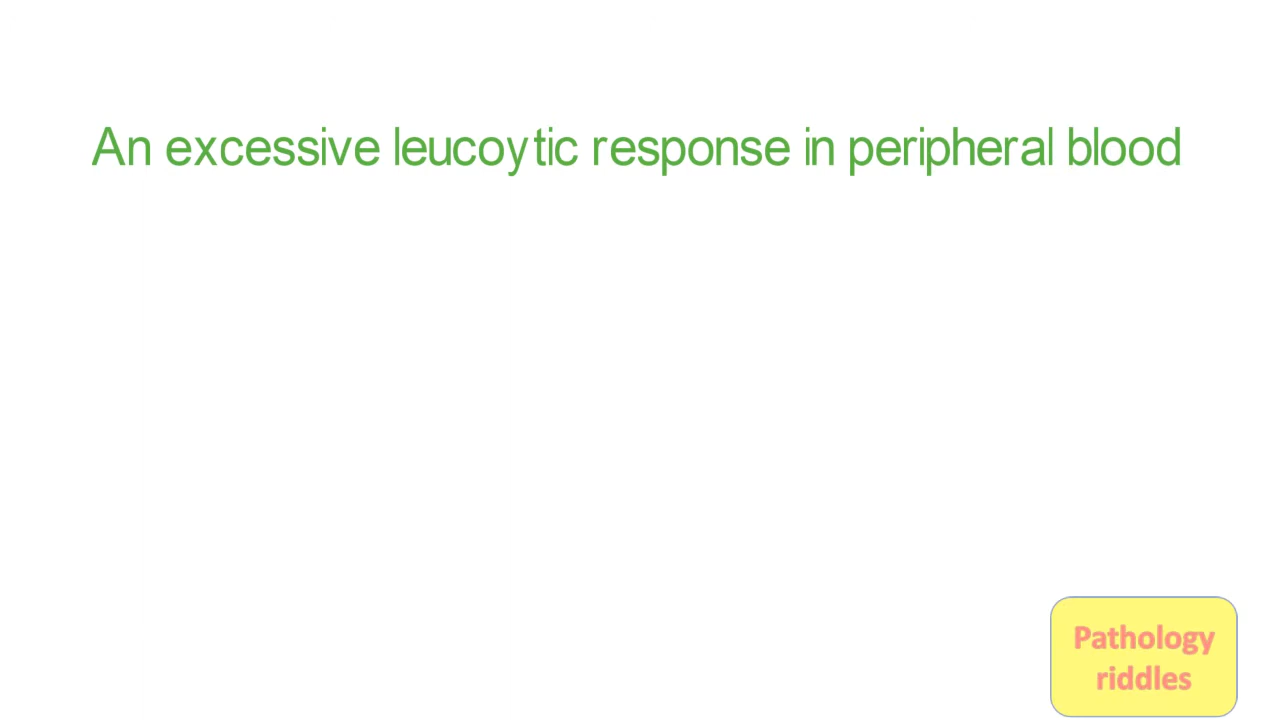 An excessive leucoytic response in peripheral blood
Pathology
riddles